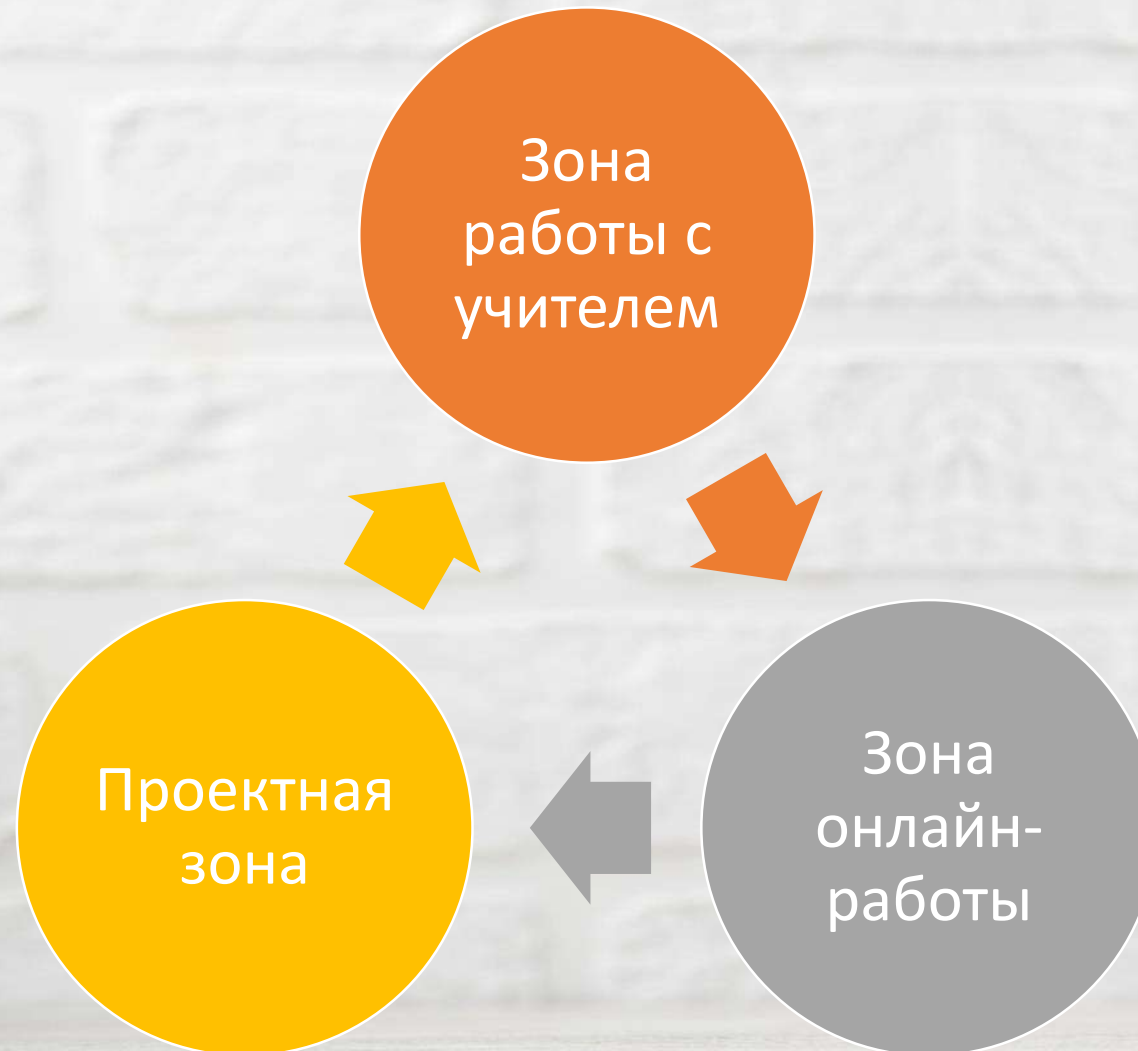 Зона
работы с
учителем
Зона
онлайн-
работы
Проектная
зона